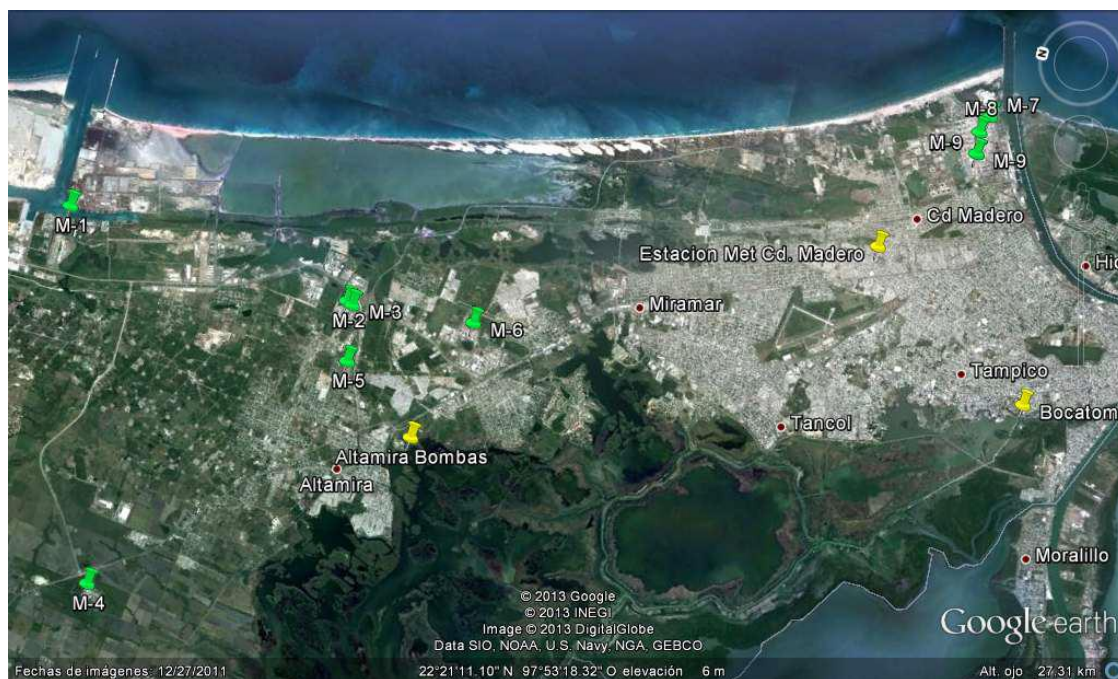 N
M-8
M-7
M-9
M-9
M-1
Cd Madero
Estacion Met Cd. Madero
Hid
M-3
M-2
Miramar
M-6
M-5
Tampico
Bocatom
Tancol
Altamira Bombas
Altamira
Moralillo
M-4
© 2013 Google
© 2013 INEGI
Image © 2013 DigitalGlobe
Data SIO, NOAA, U.S. Navy, NGA, GEBCO
Google earth
Fechas de imágenes: 12/27/2011 22°21'11.10" N 97°53'18.32" O elevación 6 m Alt. ojo 27.31 km